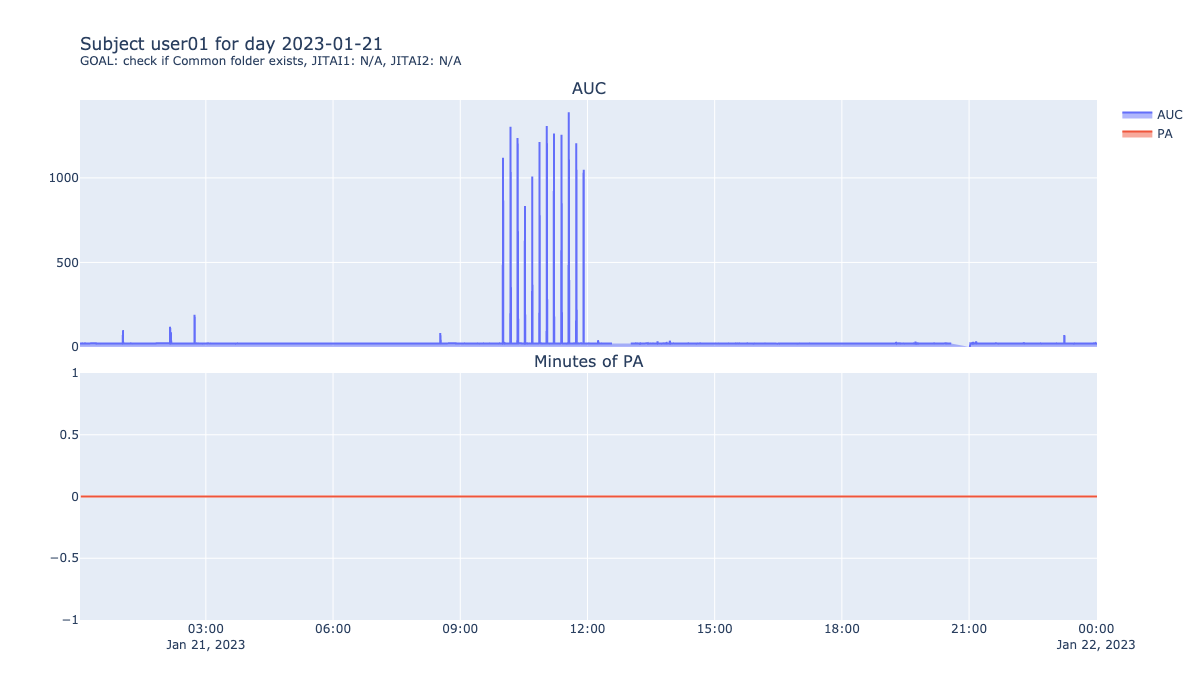 Subject user01 for day 2023-01-21
GOAL: check if Common folder exists, JITAI1: N/A, JITAI2: N/A
AUC
AUC
PA
1000
500
0
Minutes of PA
1
0.5
0
−0.5
−1
03:00
06:00
09:00
12:00
15:00
18:00
21:00
00:00
Jan 21, 2023
Jan 22, 2023